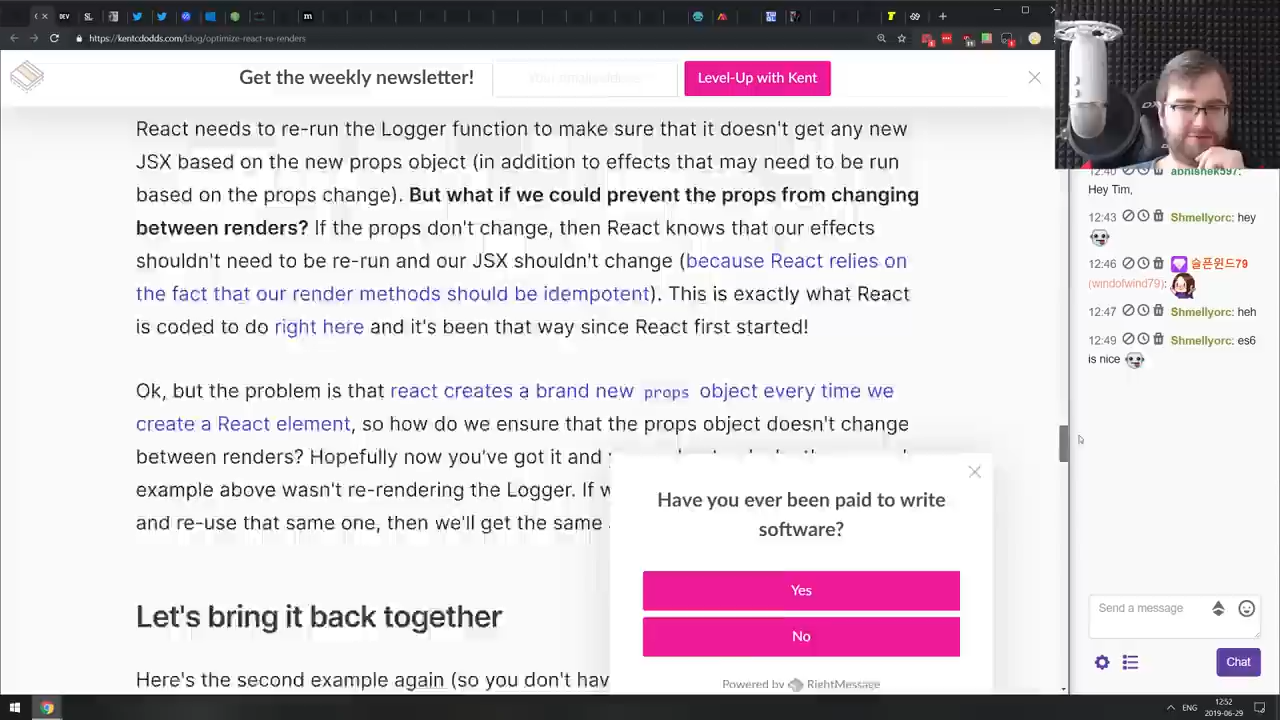 DEV
SL
m
https://kentcdodds.com/blog/optimize-react-re-renders
Get the weekly newsletter!
Level-Up with Kent
React needs to re-run the Logger function to make sure that it doesn't get any new
JSX based on the new props object (in addition to effects that may need to be run
based on the props change). But what if we could prevent the props from changing
between renders? If the props don't change, then React knows that our effects
shouldn't need to be re-run and our JSX shouldn't change (because React relies on
the fact that our render methods should be idempotent). This is exactly what React
is coded to do right here and it's been that way since React first started!
Ok, but the problem is that react creates a brand new props object every time we
create a React element, so how do we ensure that the props object doesn't change
between renders? Hopefully now you've got it and
example above wasn't re-rendering the Logger. If
and re-use that same one, then we'll get the same
Let's bring it back together
Here's the second example again (so you don't
Have you ever been paid to write
software?
Yes
No
Powered by RightMessage
12:40 abhishek597:
Hey Tim,
12:43 Shmellyorc: hey
12:46 슬픈윈드79
(windofwind79):
12:47 Shmellyorc: heh
12:49 Shmellyorc: es6
is nice
Send a message
Chat
ENG
12:52
2019-06-29